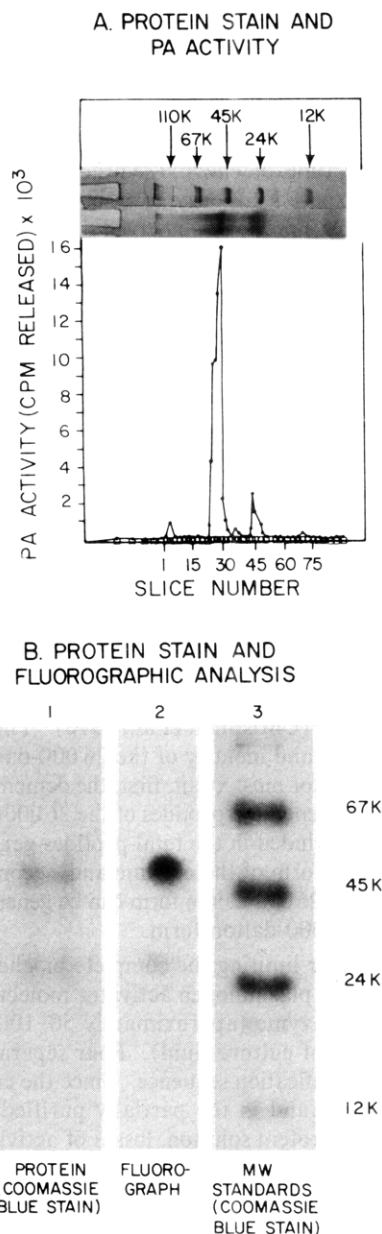 A. PROTEIN STAIN AND
PA ACTIVITY
110K 45K 12K
67K 24K
PA ACTIVITY (CPM RELEASED) x 10³
16
14
12
10
8
6
4
2
1 15 30 45 60 75
SLICE NUMBER
B. PROTEIN STAIN AND
FLUOROGRAPHIC ANALYSIS
1 2 3
67K
45K
24K
12K
PROTEIN
(COOMASSIE
BLUE STAIN)
FLUORO-
GRAPH
MW
STANDARDS
(COOMASSIE
BLUE STAIN)